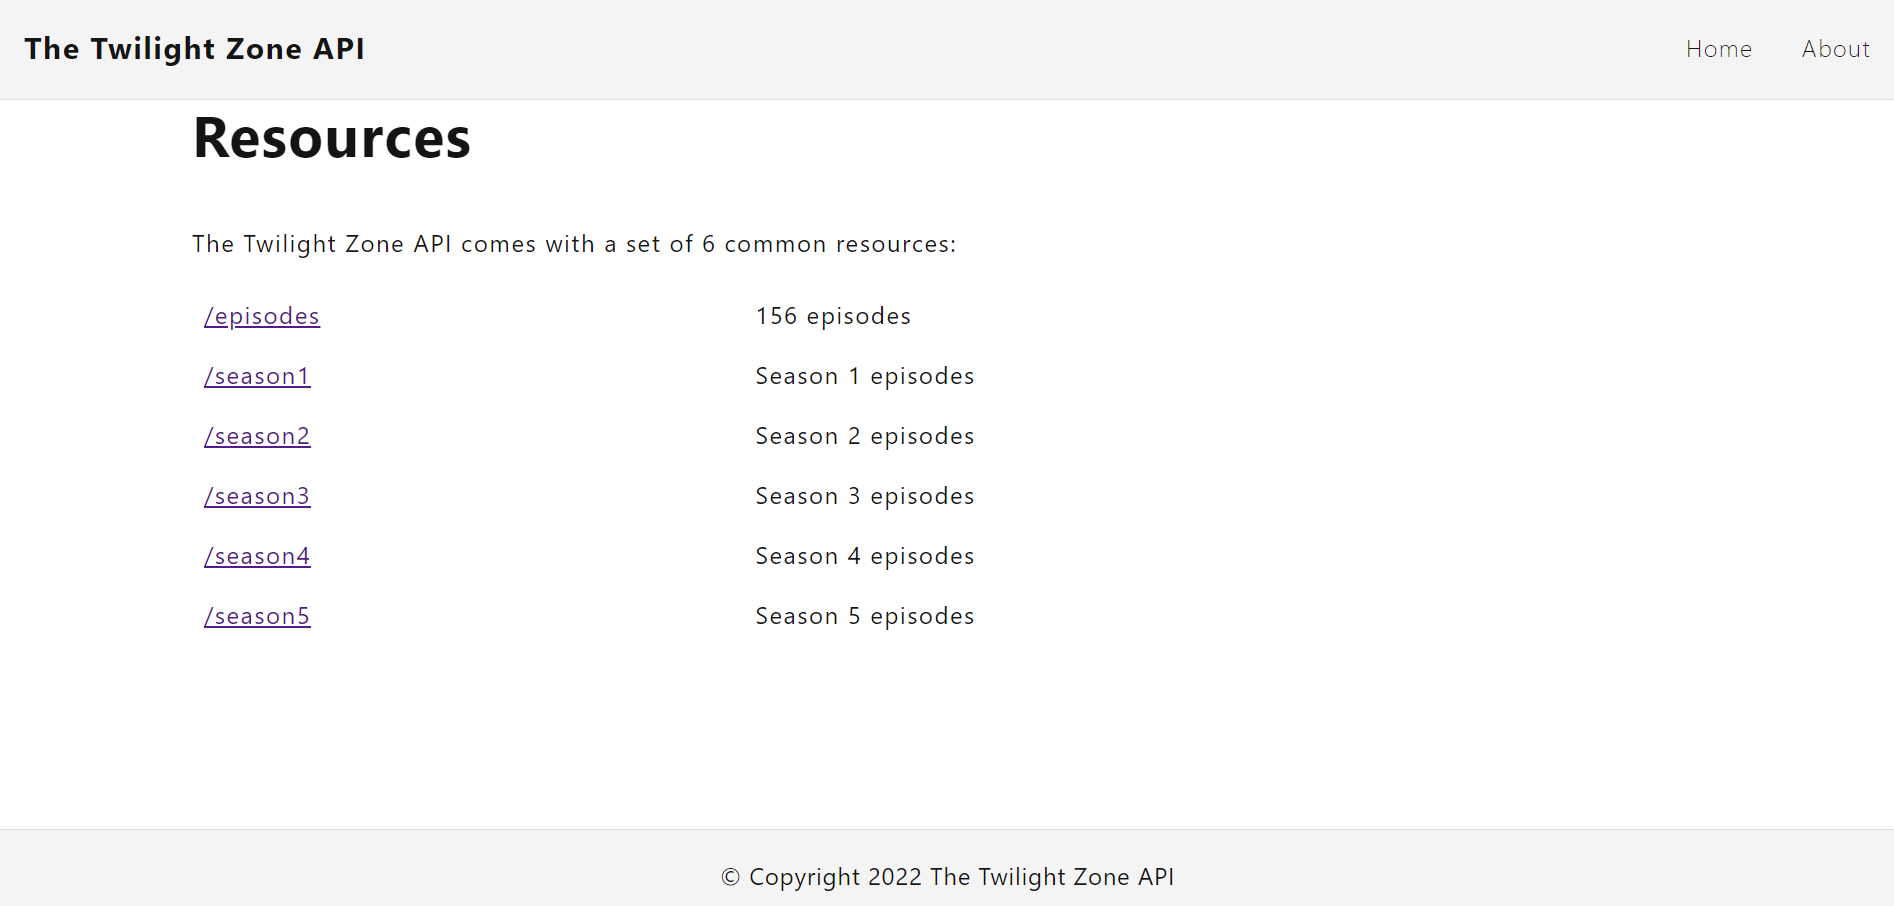 The Twilight Zone API
Home About
Resources
The Twilight Zone API comes with a set of 6 common resources:
/episodes 156 episodes
/season1 Season 1 episodes
/season2 Season 2 episodes
/season3 Season 3 episodes
/season4 Season 4 episodes
/season5 Season 5 episodes
© Copyright 2022 The Twilight Zone API